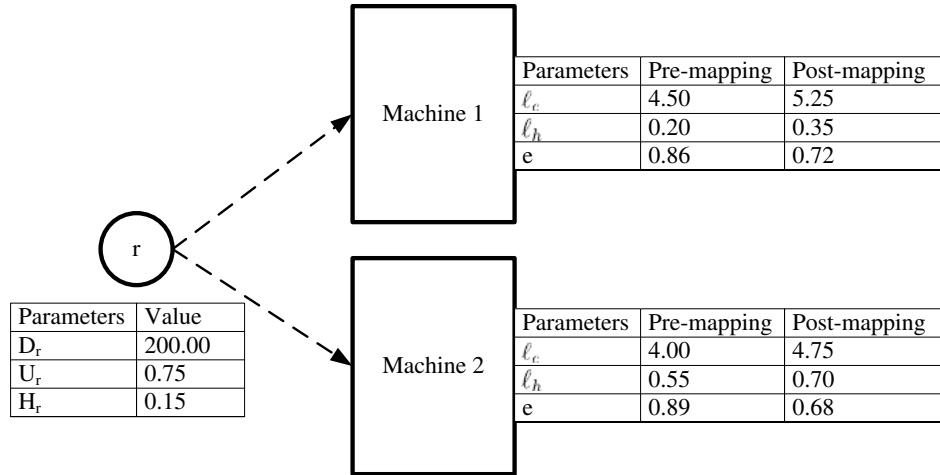 Machine 1
Parameters Pre-mapping Post-mapping
ℓc 4.50 5.25
ℓh 0.20 0.35
e 0.86 0.72
r
Parameters Value
Dr 200.00
Ur 0.75
Hr 0.15
Machine 2
Parameters Pre-mapping Post-mapping
ℓc 4.00 4.75
ℓh 0.55 0.70
e 0.89 0.68